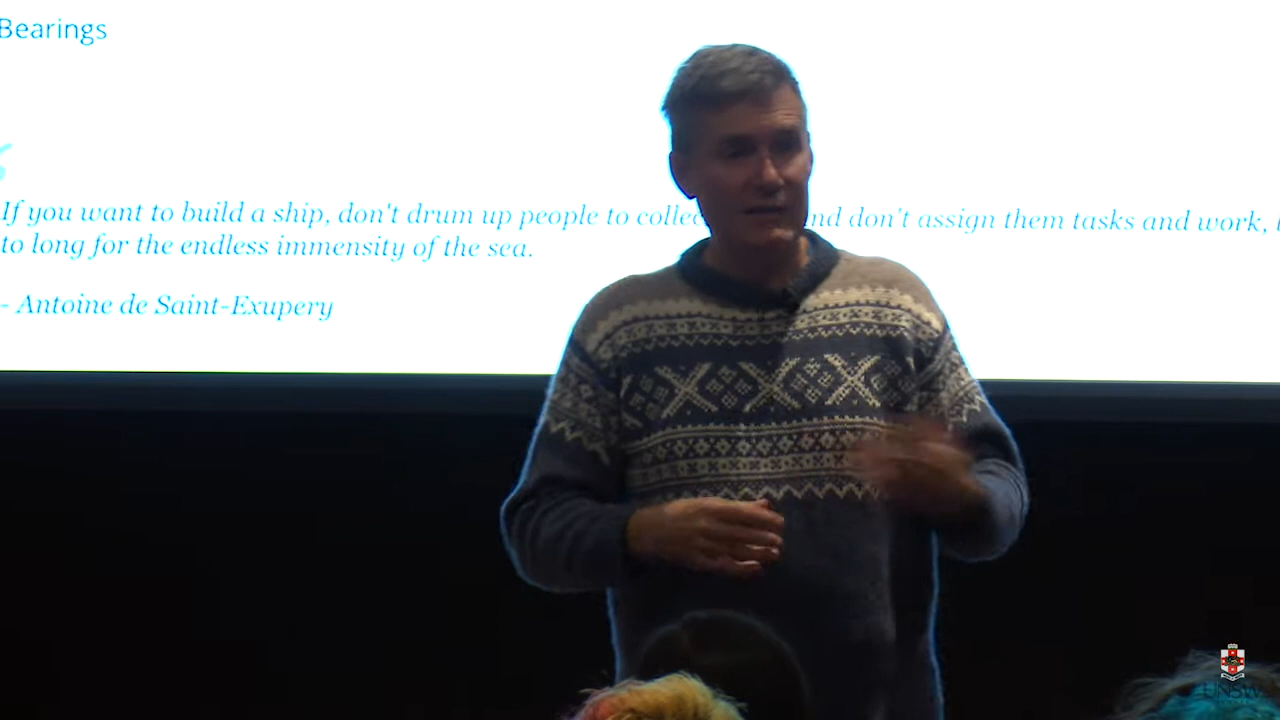 Bearings
If you want to build a ship, don't drum up people to collec nd don't assign them tasks and work,
to long for the endless immensity of the sea.
- Antoine de Saint-Exupery
UNSW